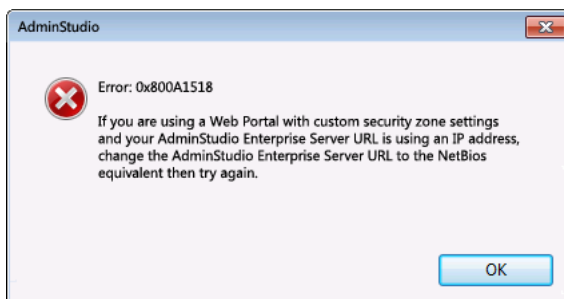 AdminStudio
Error: 0x800A1518
If you are using a Web Portal with custom security zone settings
and your AdminStudio Enterprise Server URL is using an IP address,
change the AdminStudio Enterprise Server URL to the NetBios
equivalent then try again.
OK